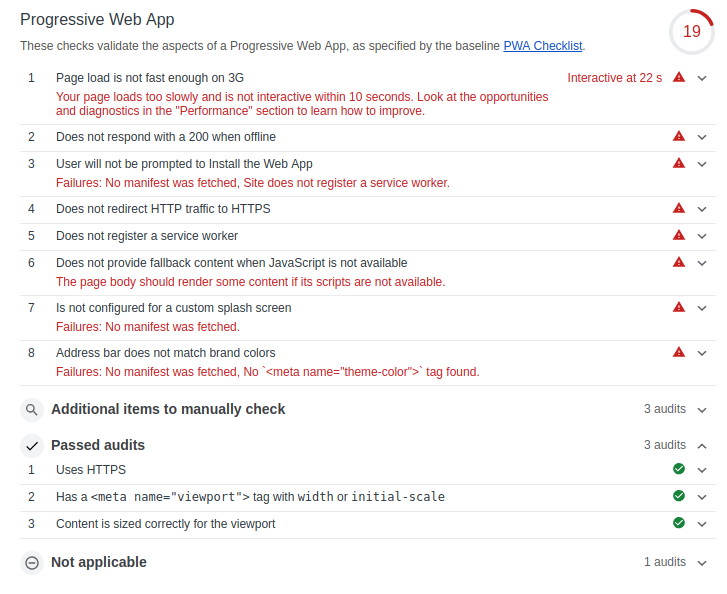 Progressive Web App
19
These checks validate the aspects of a Progressive Web App, as specified by the baseline PWA Checklist.
1 Page load is not fast enough on 3G Interactive at 22 s
Your page loads too slowly and is not interactive within 10 seconds. Look at the opportunities
and diagnostics in the "Performance" section to learn how to improve.
2 Does not respond with a 200 when offline
3 User will not be prompted to Install the Web App
Failures: No manifest was fetched, Site does not register a service worker.
4 Does not redirect HTTP traffic to HTTPS
5 Does not register a service worker
6 Does not provide fallback content when JavaScript is not available
The page body should render some content if its scripts are not available.
7 Is not configured for a custom splash screen
Failures: No manifest was fetched.
8 Address bar does not match brand colors
Failures: No manifest was fetched, No `<meta name="theme-color">` tag found.
Additional items to manually check 3 audits
Passed audits 3 audits
1 Uses HTTPS
2 Has a <meta name="viewport"> tag with width or initial-scale
3 Content is sized correctly for the viewport
Not applicable 1 audits